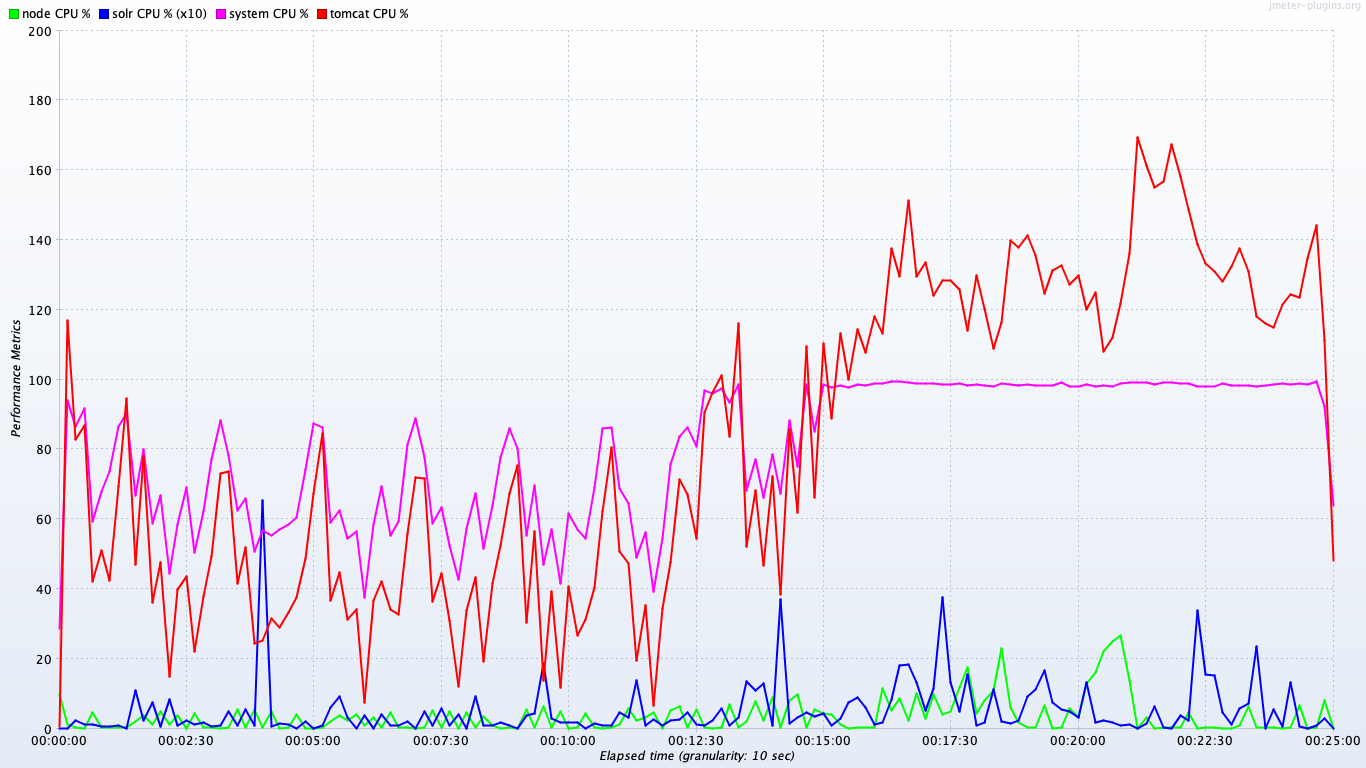 jmeter-plugins.org
node CPU % solr CPU % (x10) system CPU % tomcat CPU %
200
180
160
140
120
100
80
60
40
20
0
Performance Metrics
00:00:00 00:02:30 00:05:00 00:07:30 00:10:00 00:12:30 00:15:00 00:17:30 00:20:00 00:22:30 00:25:00
Elapsed time (granularity: 10 sec)